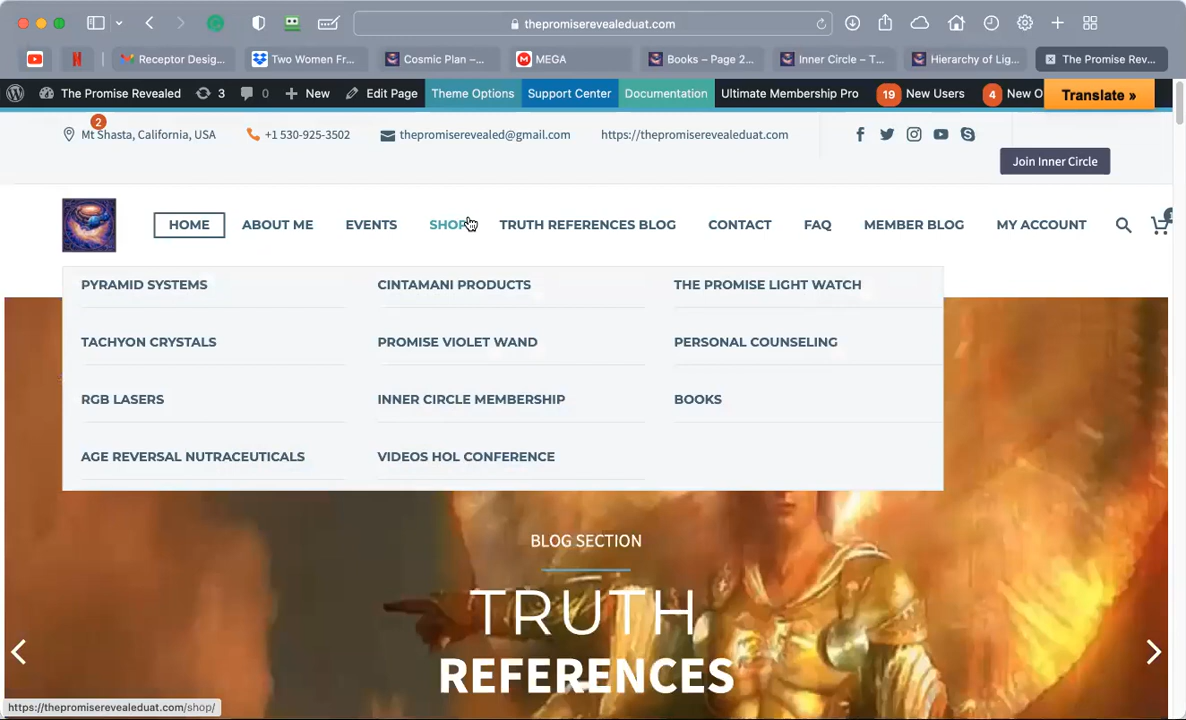 thepromiserevealeduat.com
Receptor Desig...
Two Women Fr...
Cosmic Plan –...
MEGA
Books – Page 2...
Inner Circle – T...
Hierarchy of Lig...
The Promise Rev...
The Promise Revealed
3
0
New
Edit Page
Theme Options
Support Center
Documentation
Ultimate Membership Pro
19 New Users
4 New O
Translate »
2
Mt Shasta, California, USA
+1 530-925-3502
thepromiserevealed@gmail.com
https://thepromiserevealeduat.com
Join Inner Circle
HOME
ABOUT ME
EVENTS
SHOP
TRUTH REFERENCES BLOG
CONTACT
FAQ
MEMBER BLOG
MY ACCOUNT
PYRAMID SYSTEMS
CINTAMANI PRODUCTS
THE PROMISE LIGHT WATCH
TACHYON CRYSTALS
PROMISE VIOLET WAND
PERSONAL COUNSELING
RGB LASERS
INNER CIRCLE MEMBERSHIP
BOOKS
AGE REVERSAL NUTRACEUTICALS
VIDEOS HOL CONFERENCE
BLOG SECTION
TRUTH
REFERENCES
https://thepromiserevealeduat.com/shop/